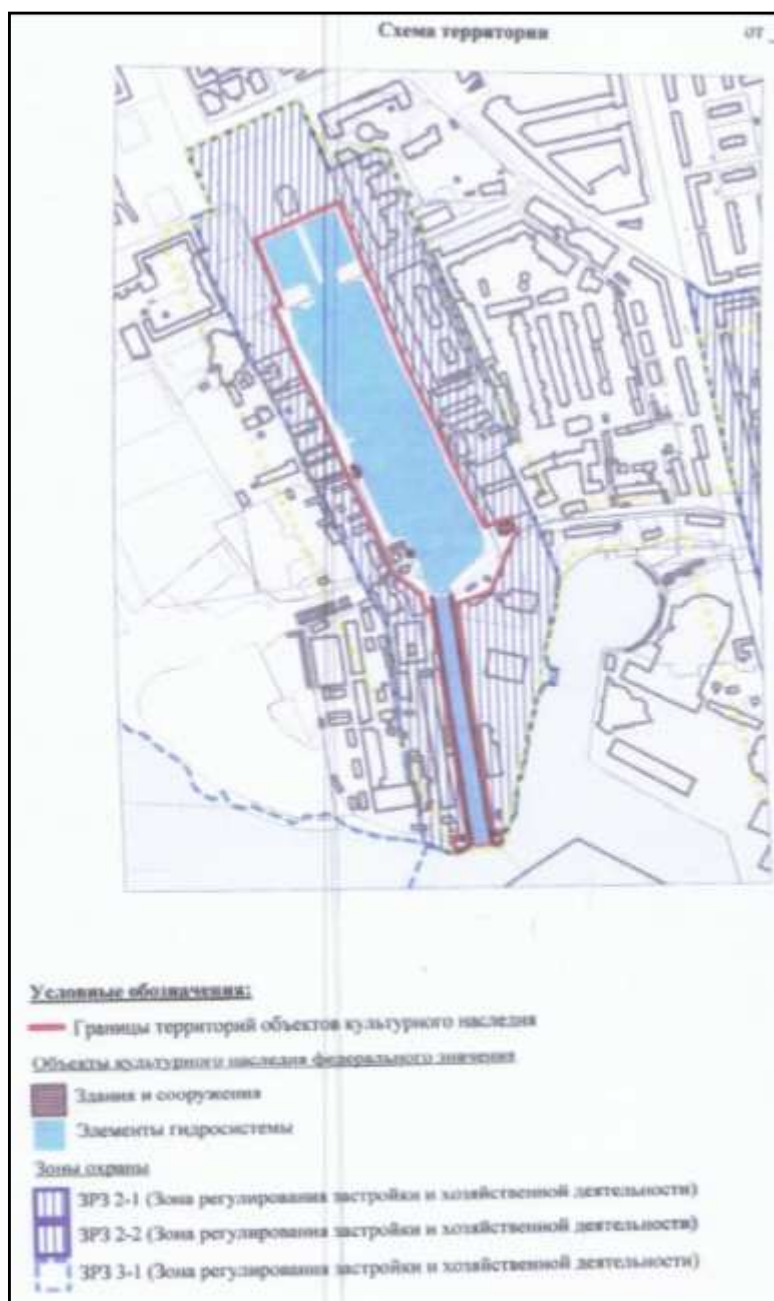 Схема территории
от
Условные обозначения:
Границы территорий объектов культурного наследия
Объекты культурного наследия федерального значения
Здания и сооружения
Элементы гидросистемы
Зоны охраны
ЗРЗ 2-1 (Зона регулирования застройки и хозяйственной деятельности)
ЗРЗ 2-2 (Зона регулирования застройки и хозяйственной деятельности)
ЗРЗ 3-1 (Зона регулирования застройки и хозяйственной деятельности)